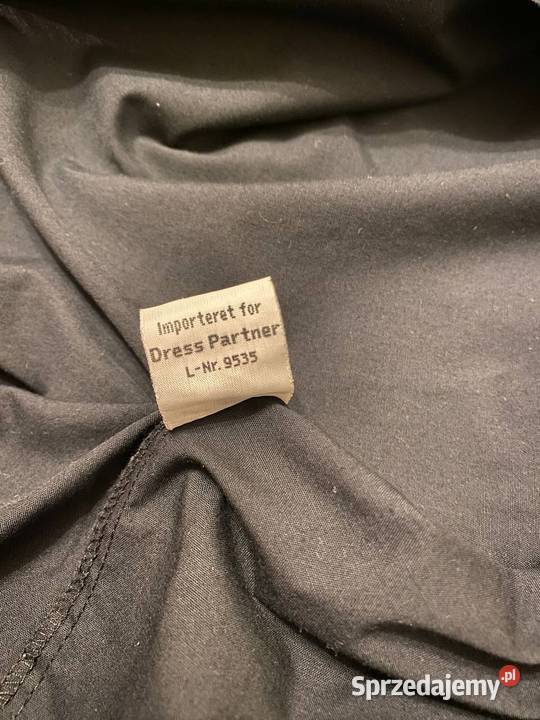 Importeret for
Dress Partner
L-Nr. 9535
Sprzedajemy.pl